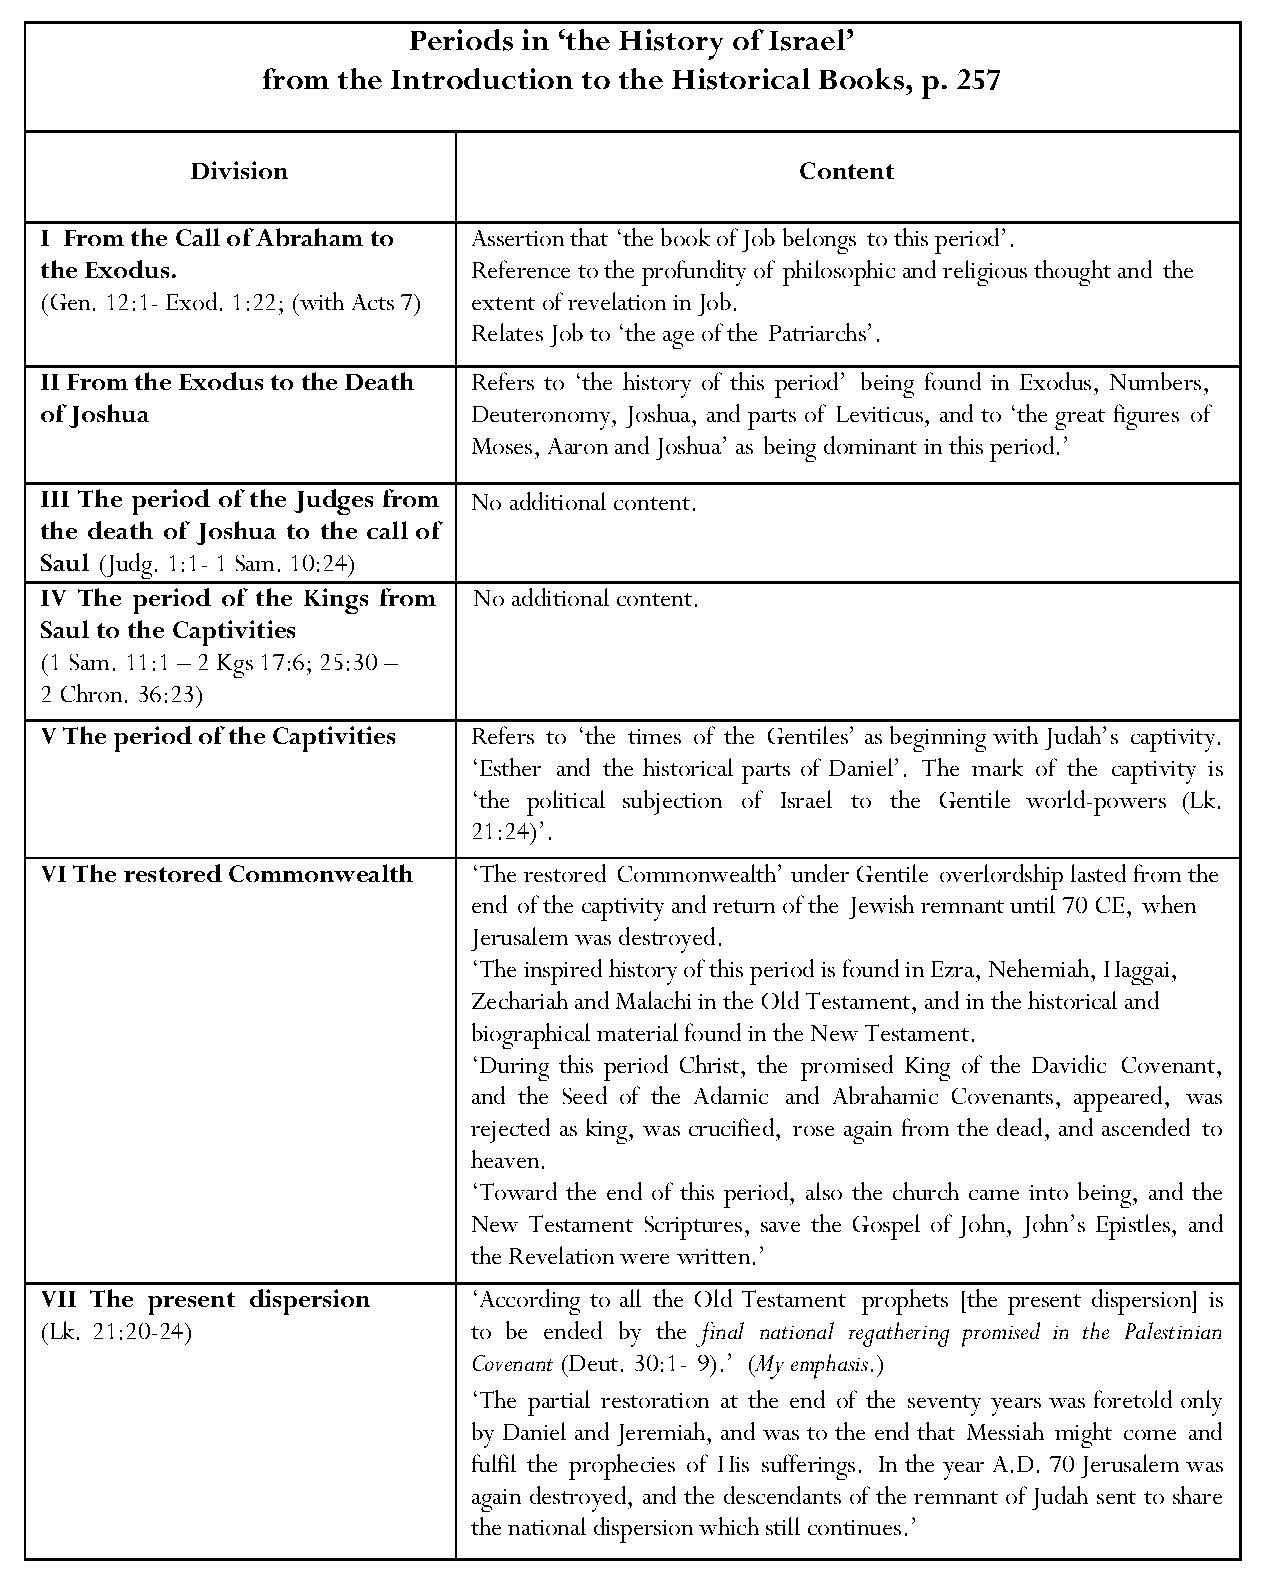 Periods in ‘the History of Israel’
from the Introduction to the Historical Books, p. 257
Division
Content
I From the Call of Abraham to
the Exodus.
(Gen. 12:1- Exod. 1:22; (with Acts 7)
Assertion that ‘the book of Job belongs to this period’.
Reference to the profundity of philosophic and religious thought and the
extent of revelation in Job.
Relates Job to ‘the age of the Patriarchs’.
II From the Exodus to the Death
of Joshua
Refers to ‘the history of this period’ being found in Exodus, Numbers,
Deuteronomy, Joshua, and parts of Leviticus, and to ‘the great figures of
Moses, Aaron and Joshua’ as being dominant in this period.’
III The period of the Judges from
the death of Joshua to the call of
Saul (Judg. 1:1- 1 Sam. 10:24)
No additional content.
IV The period of the Kings from
Saul to the Captivities
(1 Sam. 11:1 – 2 Kgs 17:6; 25:30 –
2 Chron. 36:23)
No additional content.
V The period of the Captivities
Refers to ‘the times of the Gentiles’ as beginning with Judah’s captivity.
‘Esther and the historical parts of Daniel’. The mark of the captivity is
‘the political subjection of Israel to the Gentile world-powers (Lk.
21:24)’.
VI The restored Commonwealth
‘The restored Commonwealth’ under Gentile overlordship lasted from the
end of the captivity and return of the Jewish remnant until 70 CE, when
Jerusalem was destroyed.
‘The inspired history of this period is found in Ezra, Nehemiah, Haggai,
Zechariah and Malachi in the Old Testament, and in the historical and
biographical material found in the New Testament.
‘During this period Christ, the promised King of the Davidic Covenant,
and the Seed of the Adamic and Abrahamic Covenants, appeared, was
rejected as king, was crucified, rose again from the dead, and ascended to
heaven.
‘Toward the end of this period, also the church came into being, and the
New Testament Scriptures, save the Gospel of John, John’s Epistles, and
the Revelation were written.’
VII The present dispersion
(Lk. 21:20-24)
‘According to all the Old Testament prophets [the present dispersion] is
to be ended by the final national regathering promised in the Palestinian
Covenant (Deut. 30:1- 9).’ (My emphasis.)
‘The partial restoration at the end of the seventy years was foretold only
by Daniel and Jeremiah, and was to the end that Messiah might come and
fulfil the prophecies of His sufferings. In the year A.D. 70 Jerusalem was
again destroyed, and the descendants of the remnant of Judah sent to share
the national dispersion which still continues.’